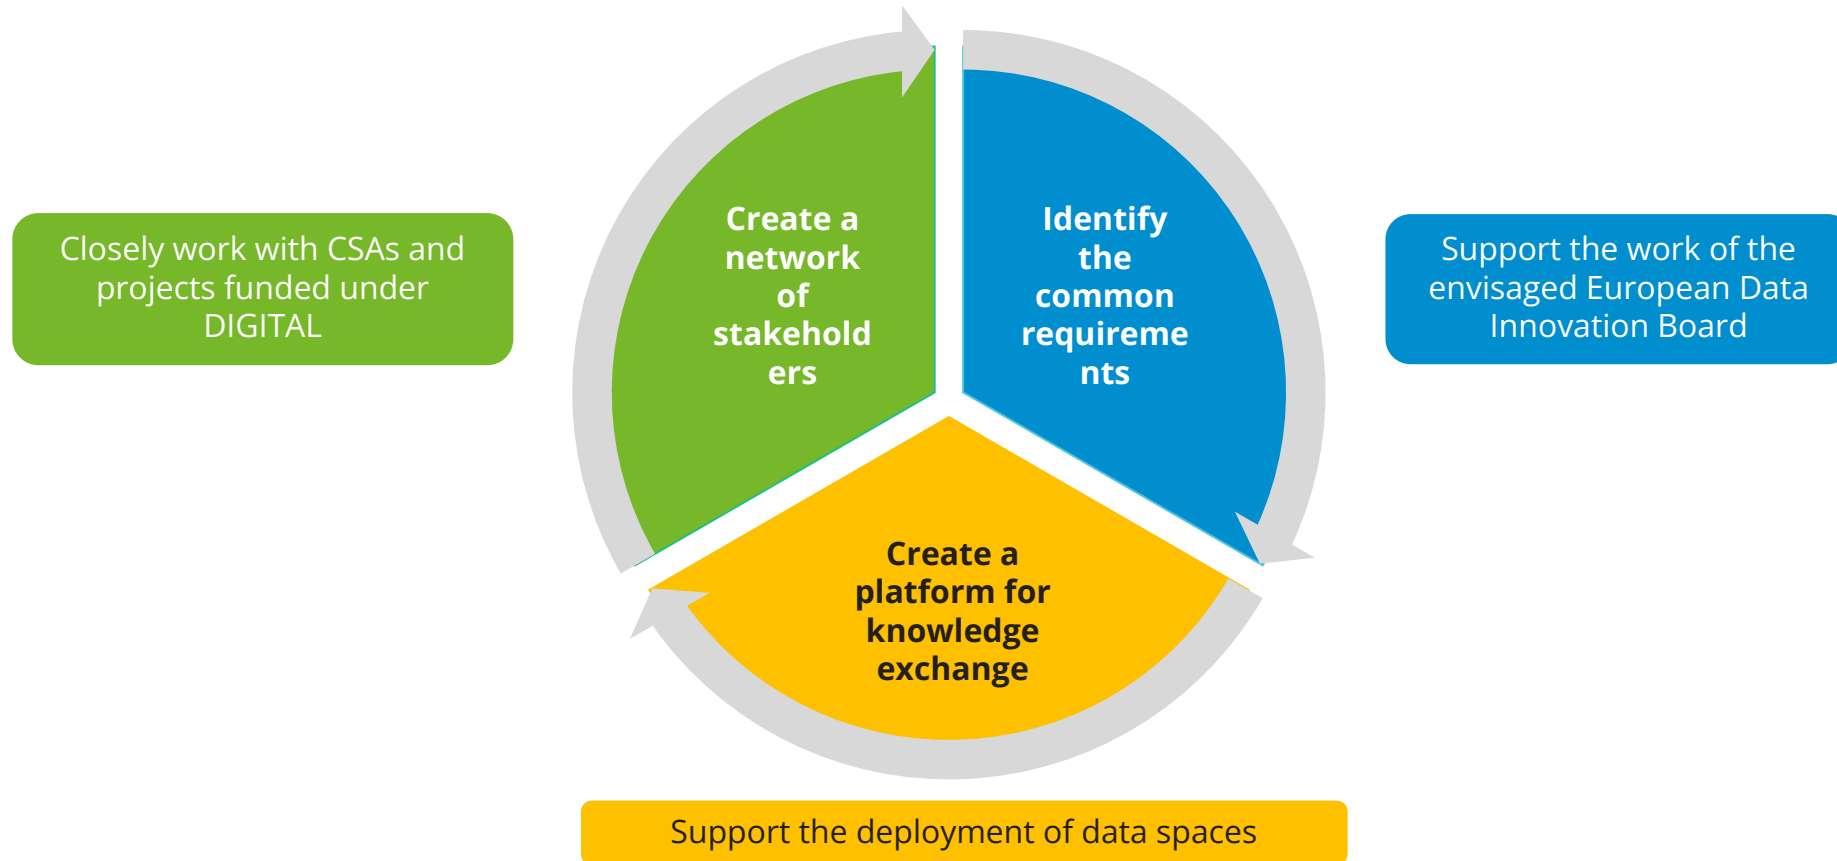 Closely work with CSAs and
projects funded under
DIGITAL
Create a
network
of
stakehold
ers
Identify
the
common
requireme
nts
Support the work of the
envisaged European Data
Innovation Board
Create a
platform for
knowledge
exchange
Support the deployment of data spaces